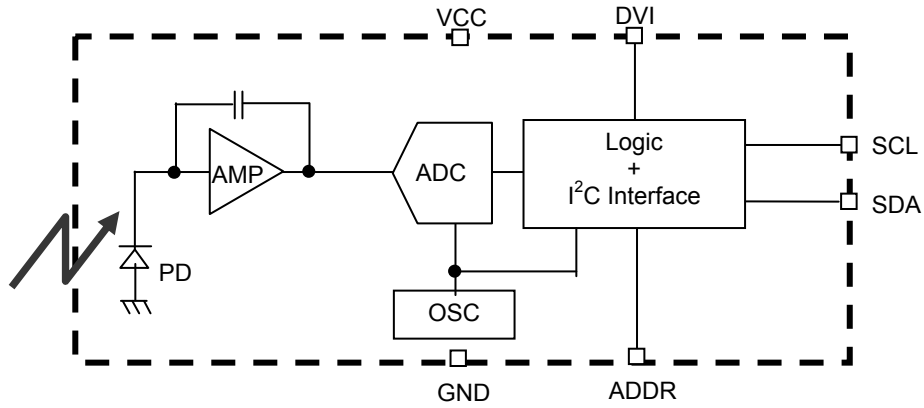 VCC
DVI
Logic
+
I²C Interface
SCL
AMP
ADC
SDA
PD
OSC
GND
ADDR